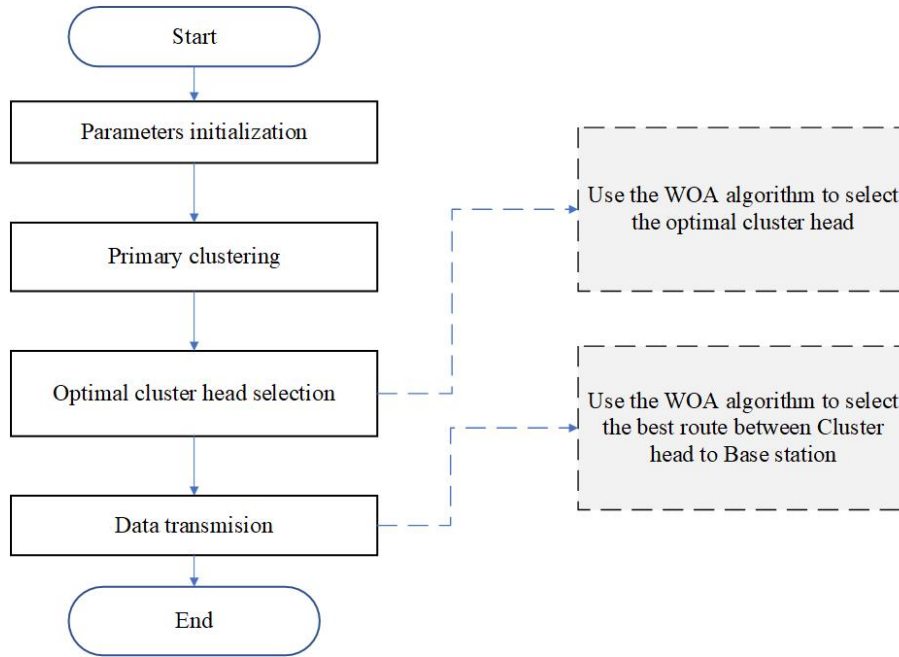 Start
Parameters initialization
Primary clustering
Optimal cluster head selection
Data transmision
End
Use the WOA algorithm to select
the optimal cluster head
Use the WOA algorithm to select
the best route between Cluster
head to Base station